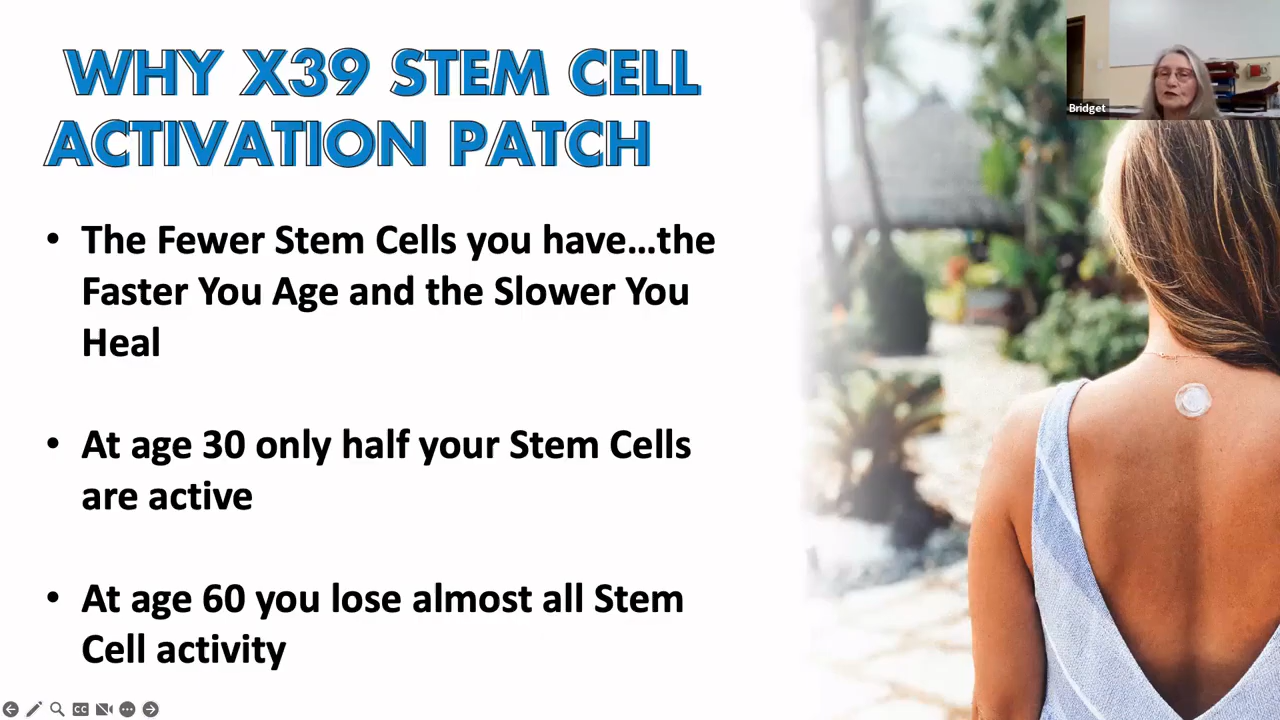 WHY X39 STEM CELL
ACTIVATION PATCH
Bridget
• The Fewer Stem Cells you have...the
Faster You Age and the Slower You
Heal
• At age 30 only half your Stem Cells
are active
• At age 60 you lose almost all Stem
Cell activity
CC